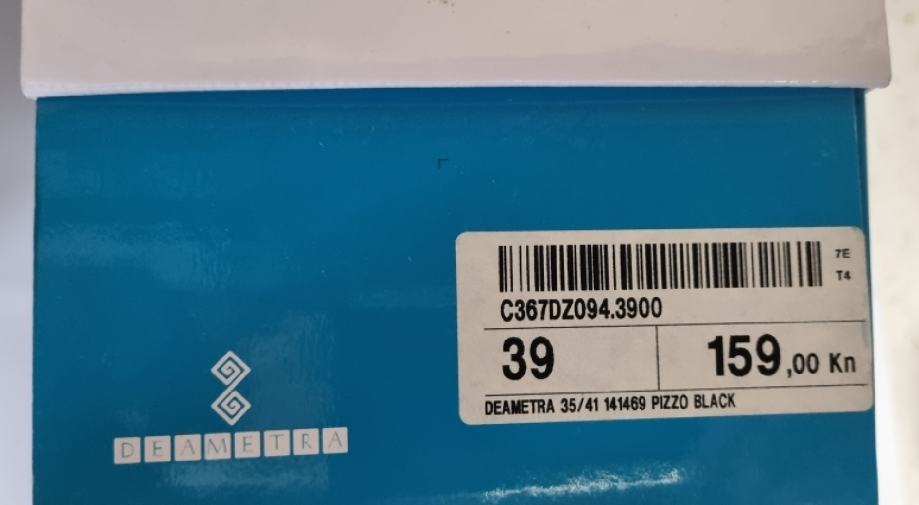 7E
T4
C367DZ094.3900
39
159,00 Kn
DEAMETRA 35/41 141469 PIZZO BLACK
DEAMETRA